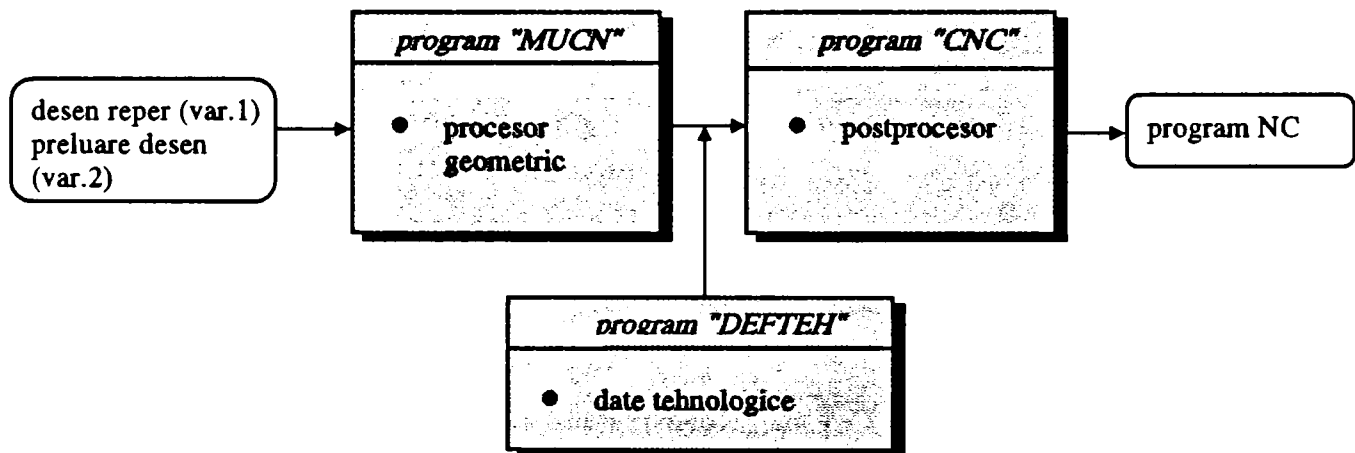 program "MUCN"
program "CNC"
desen reper (var.1)
preluare desen
(var.2)
● procesor
geometric
● postprocesor
program NC
program "DEFTEH"
● date tehnologice